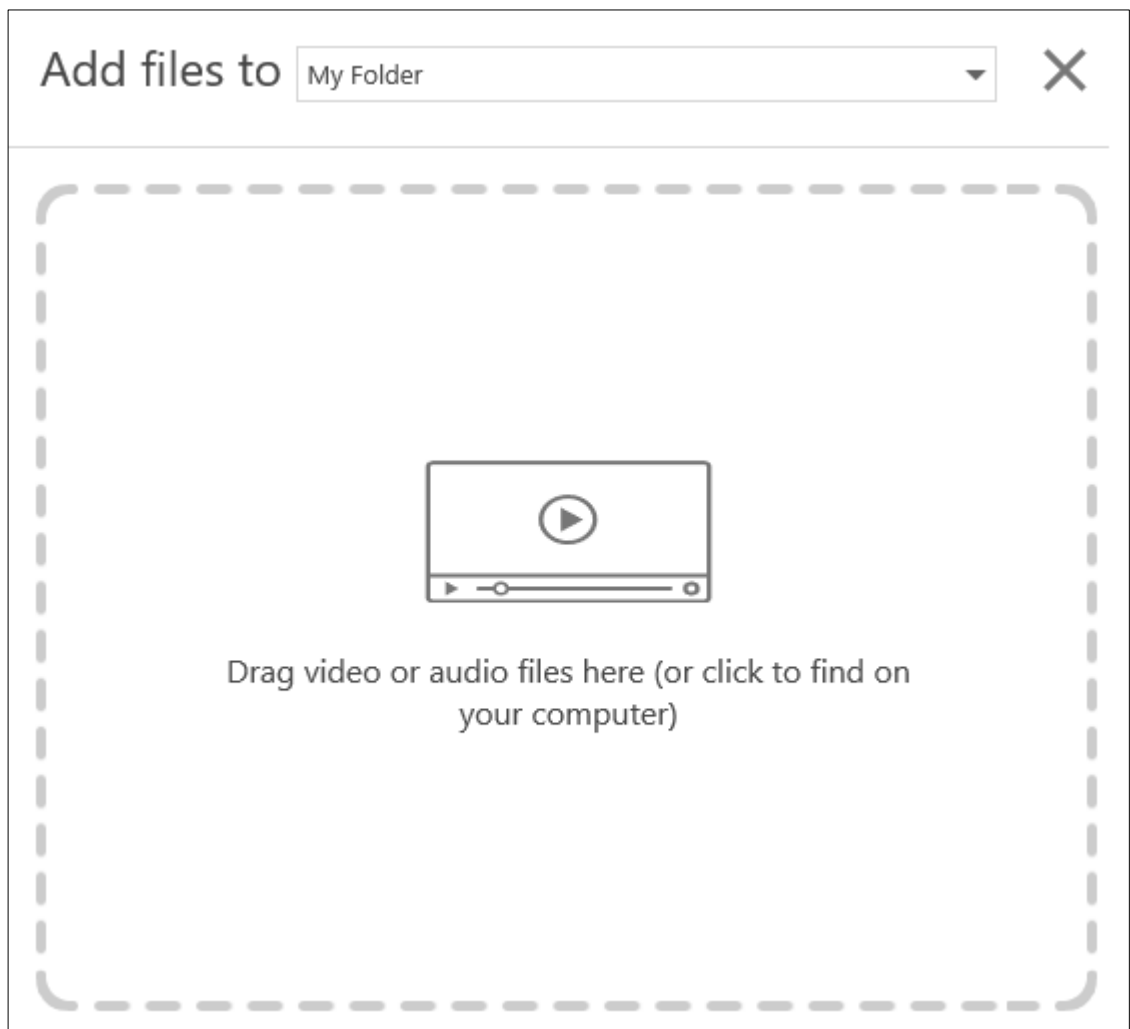 Add files to My Folder
Drag video or audio files here (or click to find on
your computer)